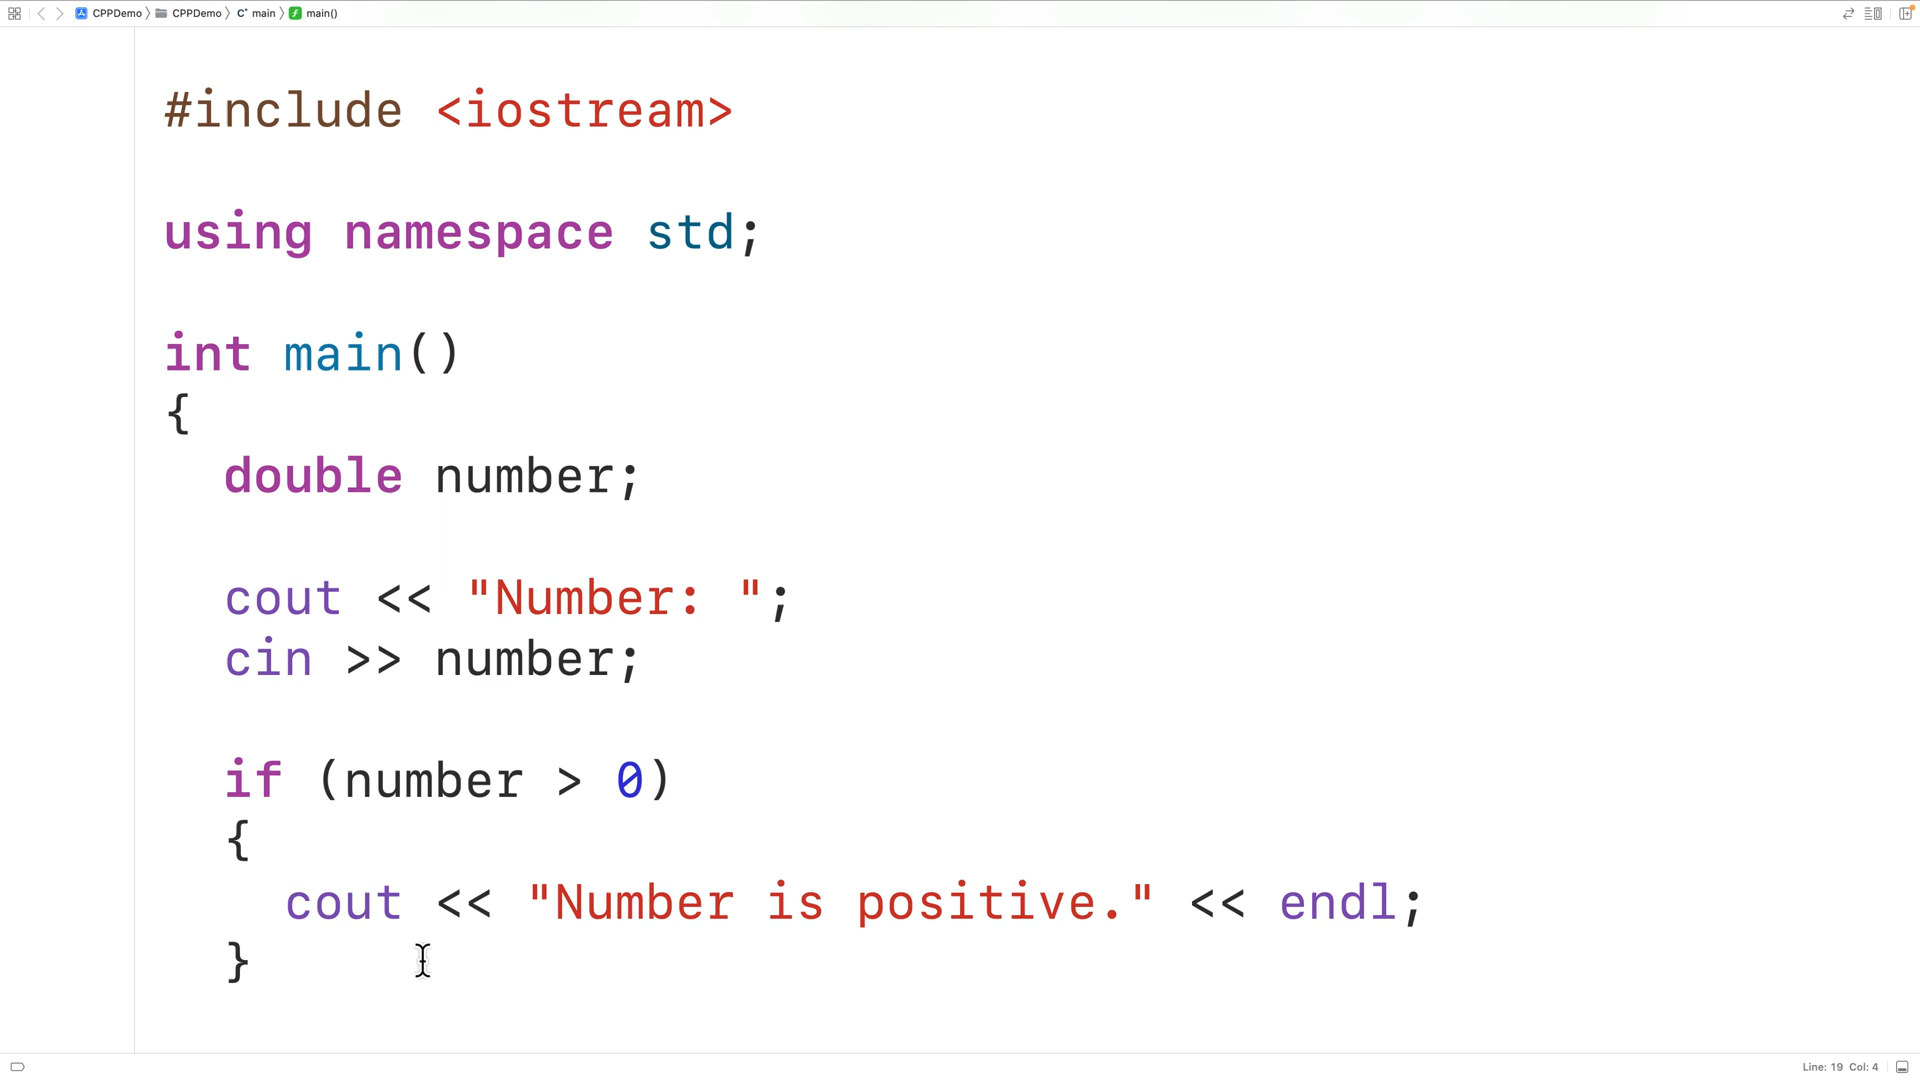 CPPDemo > CPPDemo > main > main()
#include <iostream>
using namespace std;
int main()
{
double number;
cout << "Number: ";
cin >> number;
if (number > 0)
{
cout << "Number is positive." << endl;
}
Line: 19 Col: 4